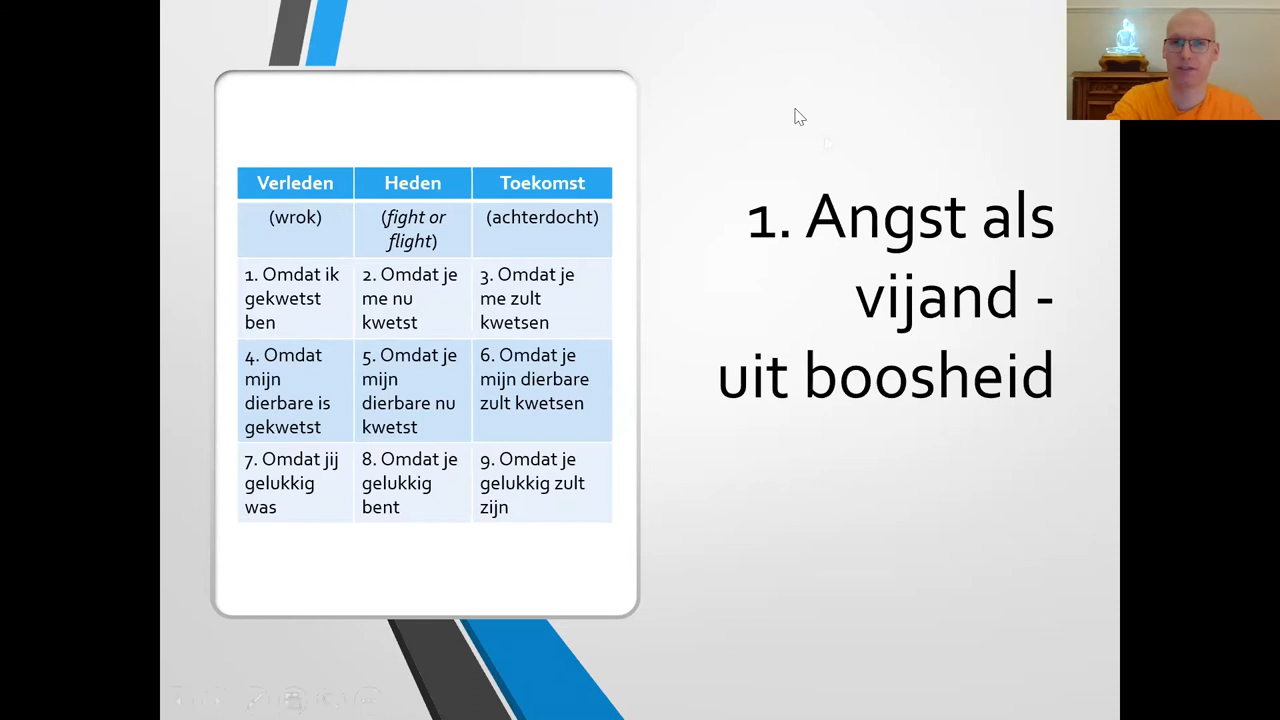 Verleden Heden Toekomst
(wrok) (fight or (achterdocht)
flight)
1. Omdat ik 2. Omdat je 3. Omdat je
gekwetst me nu me zult
ben kwetst kwetsen
4. Omdat 5. Omdat je 6. Omdat je
mijn mijn mijn dierbare
dierbare is dierbare nu zult kwetsen
gekwetst kwetst
7. Omdat jij 8. Omdat je 9. Omdat je
gelukkig gelukkig gelukkig zult
was bent zijn
1. Angst als
vijand -
uit boosheid